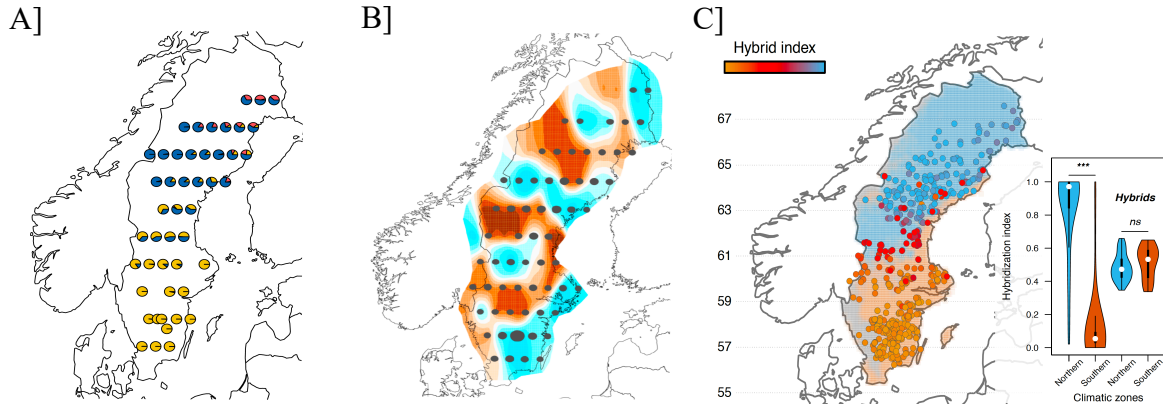 A]
B]
C]
Hybrid index
67
65
63
61
59
57
55
***
1.0
0.8
0.6
0.4
0.2
0.0
Hybridization index
Hybrids
ns
Northern
Southern
Northern
Southern
Climatic zones